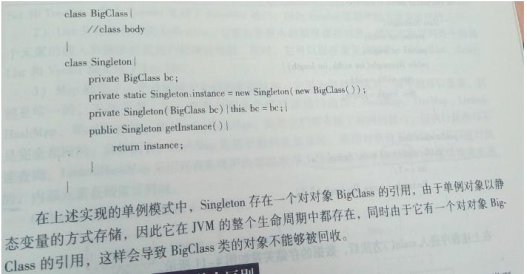 class BigClass{
//class body
}
class Singleton{
private BigClass bc;
private static Singleton instance = new Singleton( new BigClass());
private Singleton( BigClass bc){this. bc = bc;}
public Singleton getInstance(){
return instance;
}
}
在上述实现的单例模式中，Singleton 存在一个对对象 BigClass 的引用，由于单例对象以静
态变量的方式存储，因此它在 JVM 的整个生命周期中都存在，同时由于它有一个对对象 Big-
Class 的引用，这样会导致 BigClass 类的对象不能够被回收。